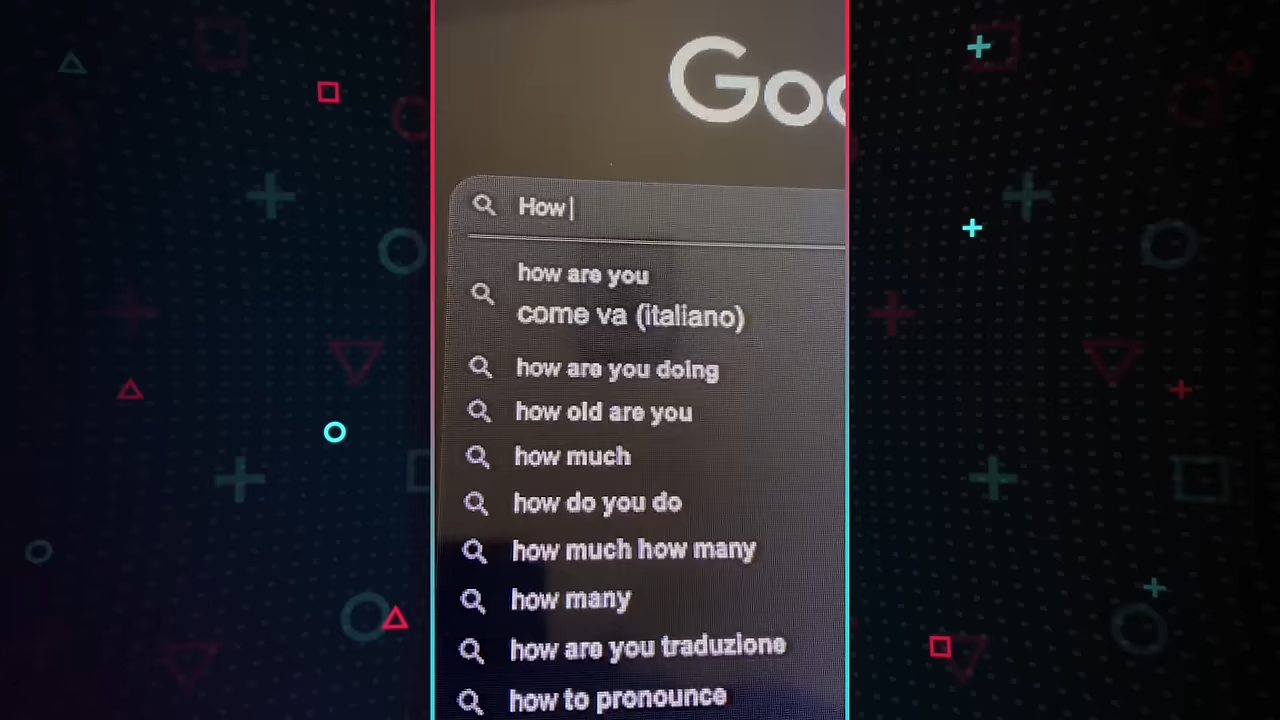 Goo
How
how are you
come va (italiano)
how are you doing
how old are you
how much
how do you do
how much how many
how many
how are you traduzione
how to pronounce